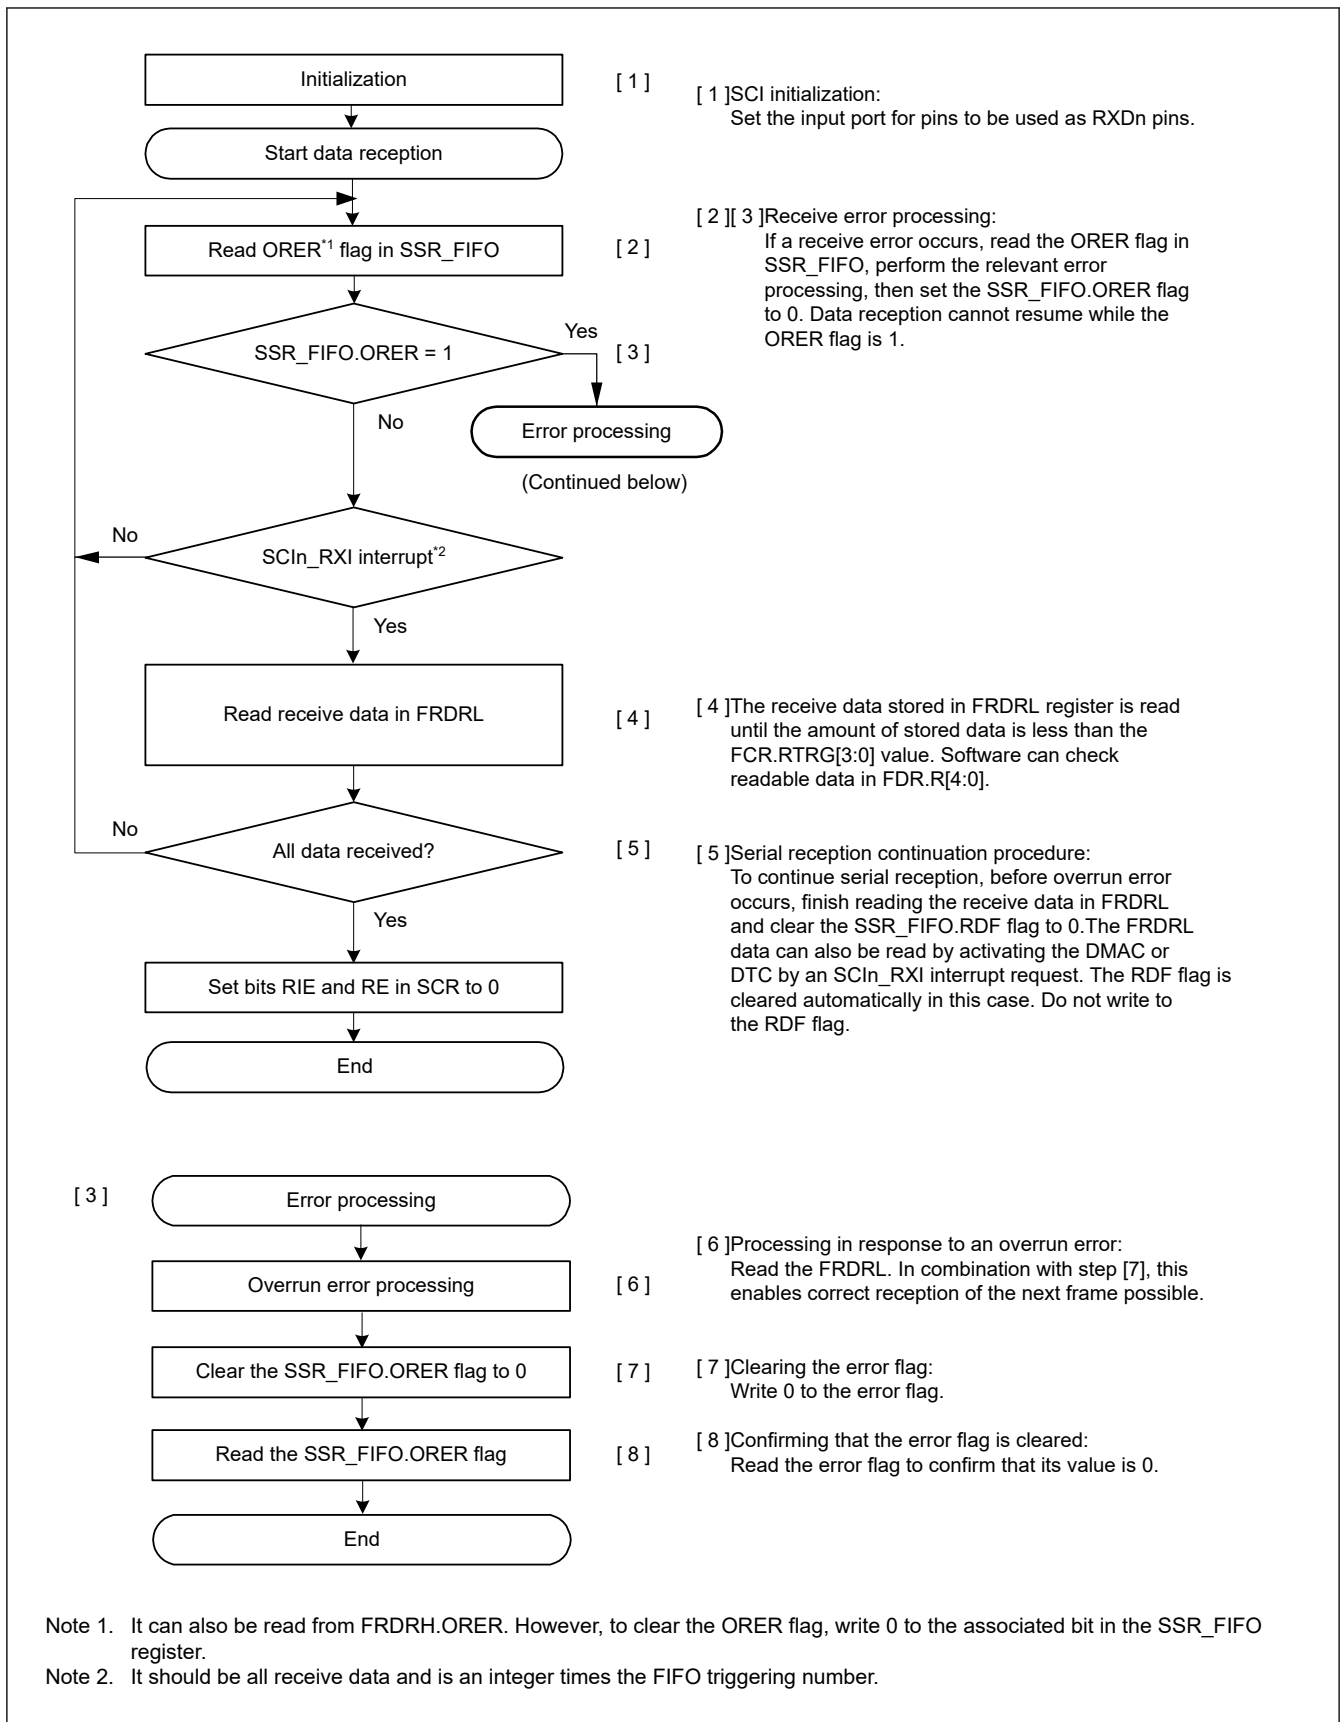 Initialization
[ 1 ]
[ 1 ]SCI initialization:
Set the input port for pins to be used as RXDn pins.
Start data reception
Read ORER*1 flag in SSR_FIFO
[ 2 ]
[ 2 ][ 3 ]Receive error processing:
If a receive error occurs, read the ORER flag in
SSR_FIFO, perform the relevant error
processing, then set the SSR_FIFO.ORER flag
to 0. Data reception cannot resume while the
ORER flag is 1.
SSR_FIFO.ORER = 1
Yes
[ 3 ]
No
Error processing
(Continued below)
SCIn_RXI interrupt*2
No
Yes
Read receive data in FRDRL
[ 4 ]
[ 4 ]The receive data stored in FRDRL register is read
until the amount of stored data is less than the
FCR.RTRG[3:0] value. Software can check
readable data in FDR.R[4:0].
No
All data received?
[ 5 ]
[ 5 ]Serial reception continuation procedure:
To continue serial reception, before overrun error
occurs, finish reading the receive data in FRDRL
and clear the SSR_FIFO.RDF flag to 0.The FRDRL
data can also be read by activating the DMAC or
DTC by an SCIn_RXI interrupt request. The RDF flag is
cleared automatically in this case. Do not write to
the RDF flag.
Yes
Set bits RIE and RE in SCR to 0
End
[ 3 ]
Error processing
Overrun error processing
[ 6 ]
[ 6 ]Processing in response to an overrun error:
Read the FRDRL. In combination with step [7], this
enables correct reception of the next frame possible.
Clear the SSR_FIFO.ORER flag to 0
[ 7 ]
[ 7 ]Clearing the error flag:
Write 0 to the error flag.
Read the SSR_FIFO.ORER flag
[ 8 ]
[ 8 ]Confirming that the error flag is cleared:
Read the error flag to confirm that its value is 0.
End
Note 1. It can also be read from FRDRH.ORER. However, to clear the ORER flag, write 0 to the associated bit in the SSR_FIFO
register.
Note 2. It should be all receive data and is an integer times the FIFO triggering number.